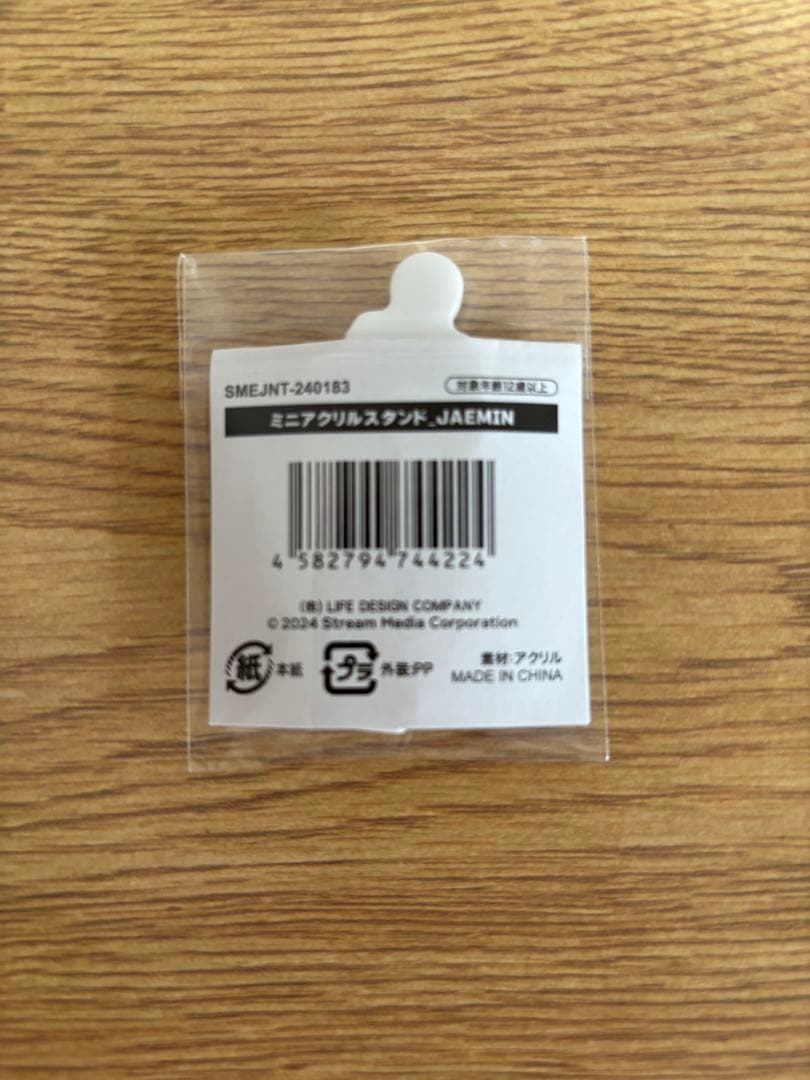 SMEJNT-240183
対象年齢12歳以上
ミニアクリルスタンド_JAEMIN
4 582794 744224
(株) LIFE DESIGN COMPANY
© 2024 Stream Media Corporation
紙 本紙
プラ 外装:PP
素材:アクリル
MADE IN CHINA